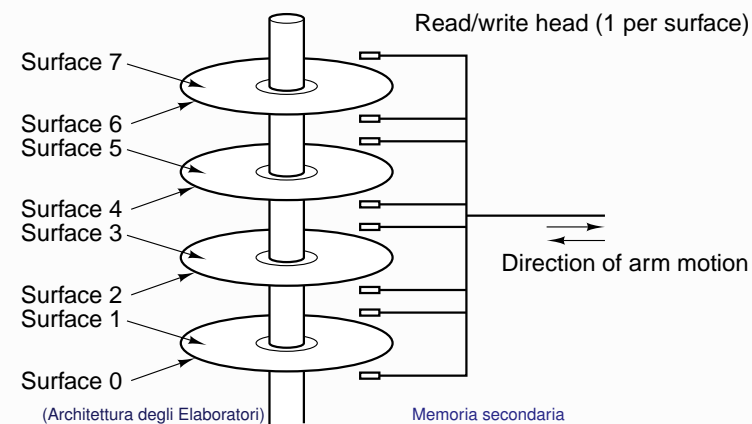 Read/write head (1 per surface)
Surface 7
Surface 6
Surface 5
Surface 4
Surface 3
Direction of arm motion
Surface 2
Surface 1
Surface 0
(Architettura degli Elaboratori)
Memoria secondaria